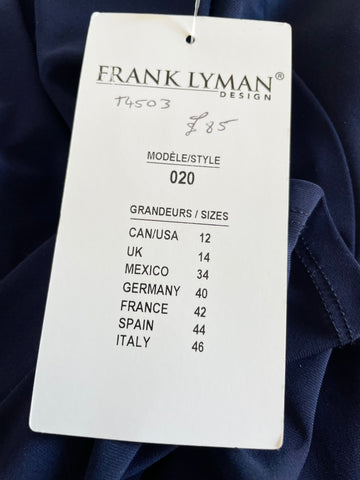 FRANK LYMAN®
DESIGN
T4503
£85
MODÈLE/STYLE
020
GRANDEURS / SIZES
CAN/USA 12
UK 14
MEXICO 34
GERMANY 40
FRANCE 42
SPAIN 44
ITALY 46